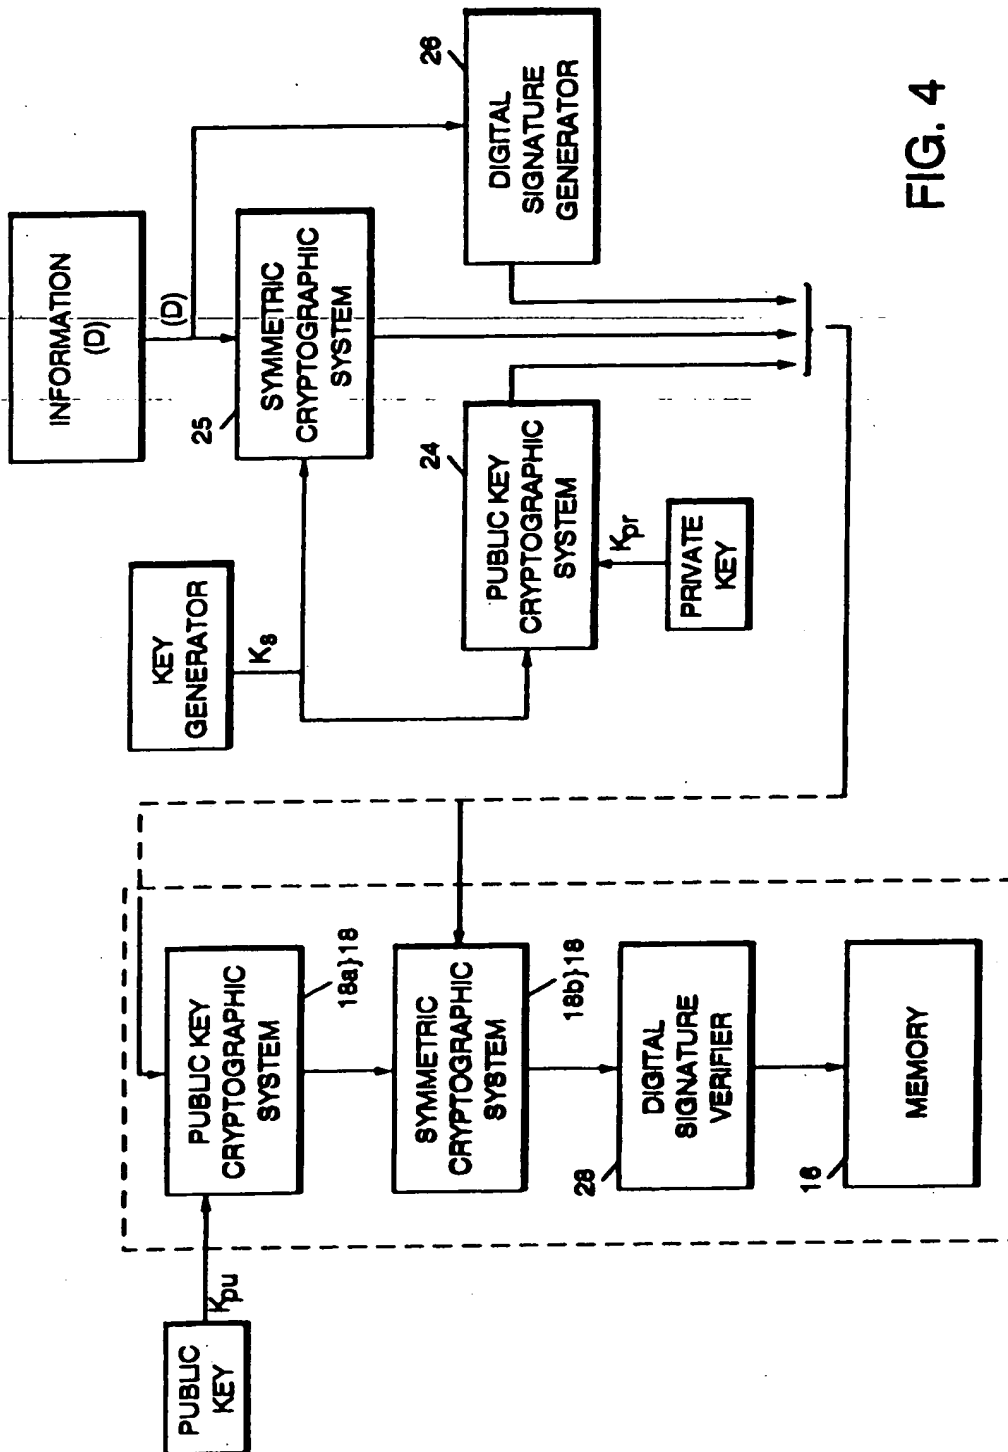 INFORMATION
(D)
(D)
25
SYMMETRIC
CRYPTOGRAPHIC
SYSTEM
26
DIGITAL
SIGNATURE
GENERATOR
KEY
GENERATOR
Ks
24
PUBLIC KEY
CRYPTOGRAPHIC
SYSTEM
Kpr
PRIVATE
KEY
PUBLIC
KEY
Kpu
PUBLIC KEY
CRYPTOGRAPHIC
SYSTEM
18a}18
SYMMETRIC
CRYPTOGRAPHIC
SYSTEM
18b}18
28
DIGITAL
SIGNATURE
VERIFIER
16
MEMORY
FIG. 4